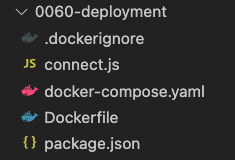 0060-deployment
.dockerignore
JS connect.js
docker-compose.yaml
Dockerfile
{ } package.json